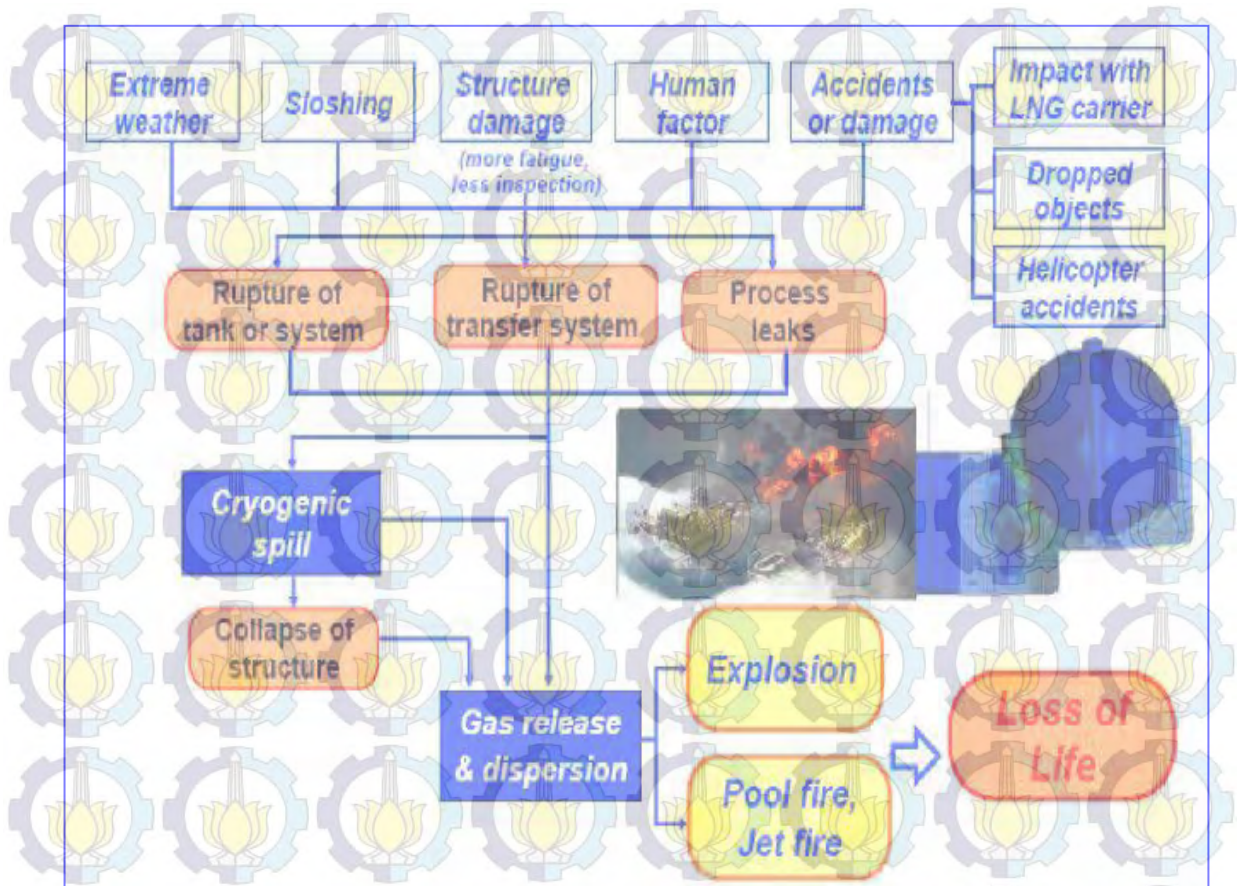 Extreme
weather
Sloshing
Structure
damage
(more fatigue,
less inspection)
Human
factor
Accidents
or damage
Impact with
LNG carrier
Dropped
objects
Helicopter
accidents
Rupture of
tank or system
Rupture of
transfer system
Process
leaks
Cryogenic
spill
Collapse of
structure
Gas release
& dispersion
Explosion
Pool fire,
Jet fire
Loss of
Life